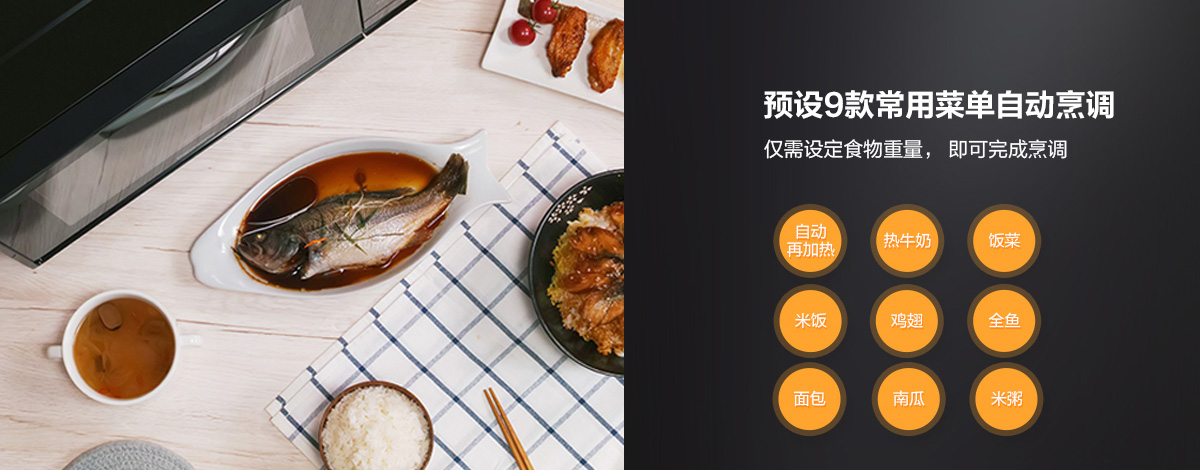 预设9款常用菜单自动烹调
仅需设定食物重量，即可完成烹调
自动
再加热
热牛奶
饭菜
米饭
鸡翅
全鱼
面包
南瓜
米粥